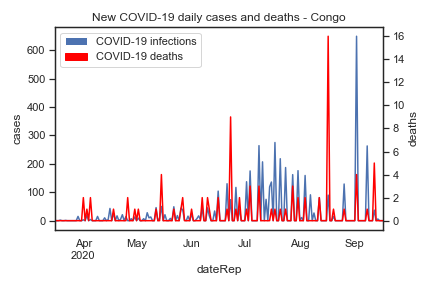 New COVID-19 daily cases and deaths - Congo
COVID-19 infections
COVID-19 deaths
600
500
400
300
200
100
0
cases
16
14
12
10
8
6
4
2
0
deaths
Apr
2020
May
Jun
Jul
Aug
Sep
dateRep